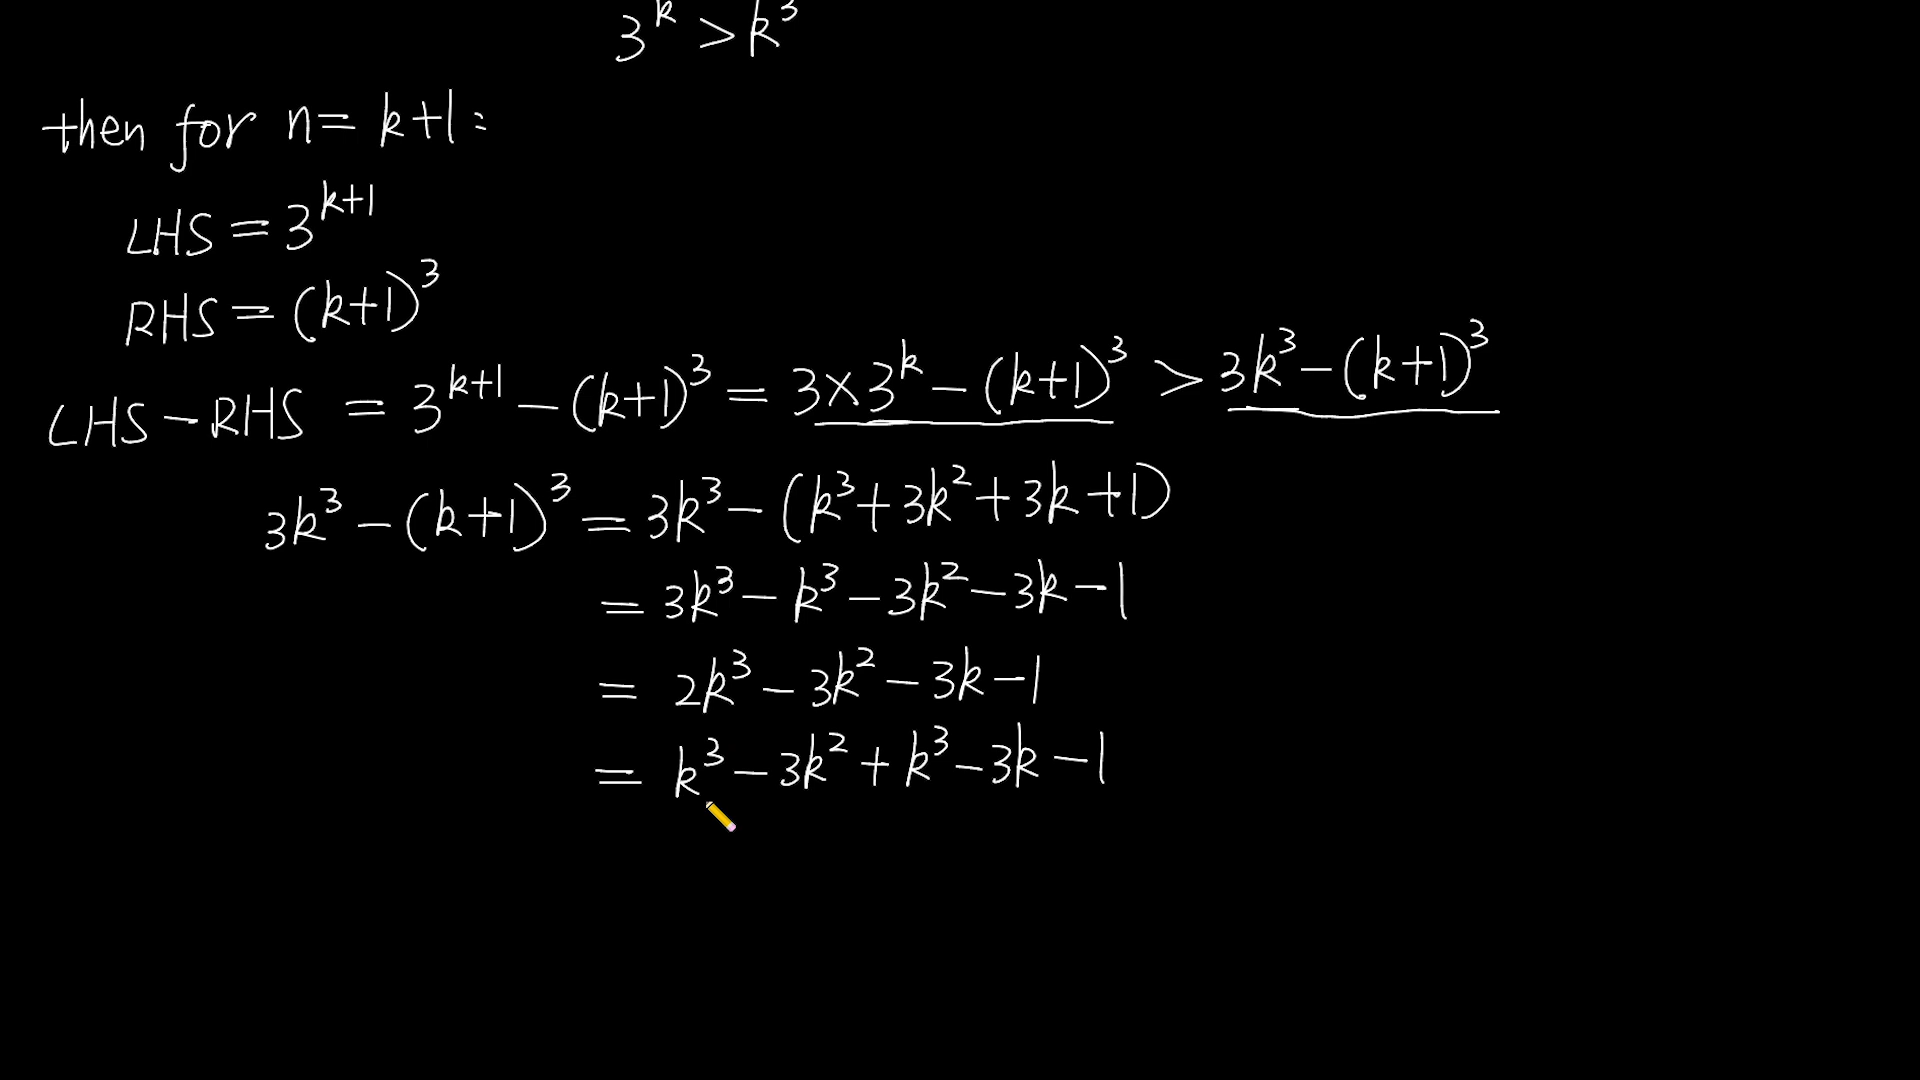 3^k > k^3
then for n = k+1:
LHS = 3^{k+1}
RHS = (k+1)^3
LHS - RHS = 3^{k+1} - (k+1)^3 = 3×3^k - (k+1)^3 > 3k^3 - (k+1)^3
3k^3 - (k+1)^3 = 3k^3 - (k^3 + 3k^2 + 3k + 1)
= 3k^3 - k^3 - 3k^2 - 3k - 1
= 2k^3 - 3k^2 - 3k - 1
= k^3 - 3k^2 + k^3 - 3k - 1